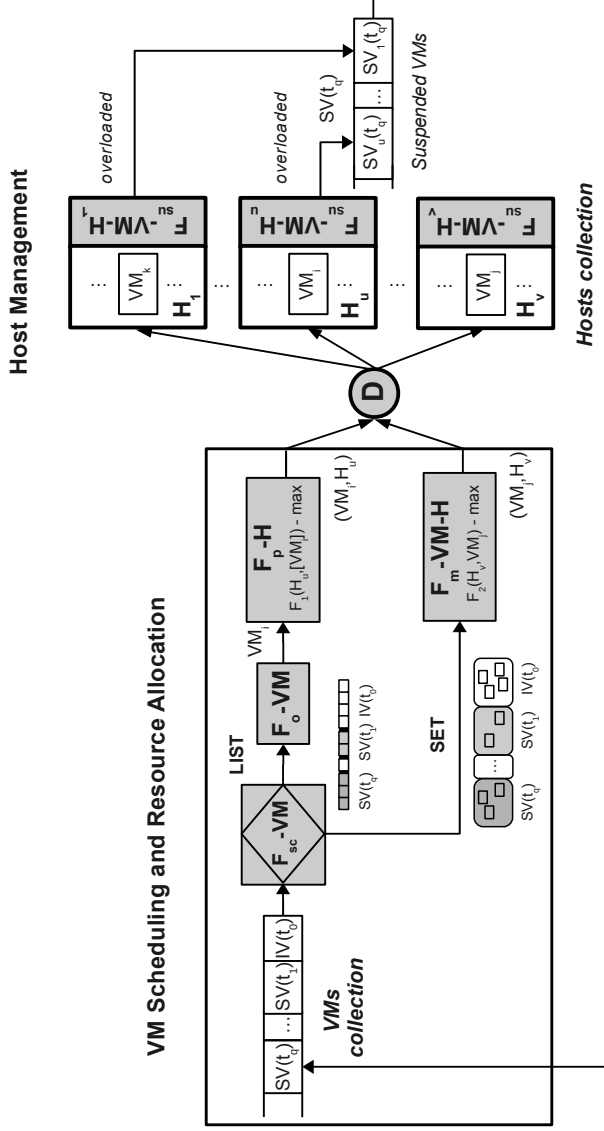 Host Management
VM Scheduling and Resource Allocation
SV(t_q)
…
SV(t_1)
IV(t_0)
VMs
collection
F_sc-VM
LIST
F_o-VM
VM_i
F_p-H
F_1(H_u,[VM_i]) - max
(VM_i,H_u)
SV(t_q) SV(t_1) IV(t_0)
SET
SV(t_q)
…
SV(t_1)
IV(t_0)
F_m-VM-H
F_2(H_v,VM_j) - max
(VM_j,H_v)
D
…
VM_k
…
H_1
F_su-VM-H_1
overloaded
…
…
VM_i
…
H_u
F_su-VM-H_u
overloaded
…
…
VM_j
…
H_v
F_su-VM-H_v
Hosts collection
SV(t_q)
SV_u(t_q)
…
SV_1(t_q)
Suspended VMs